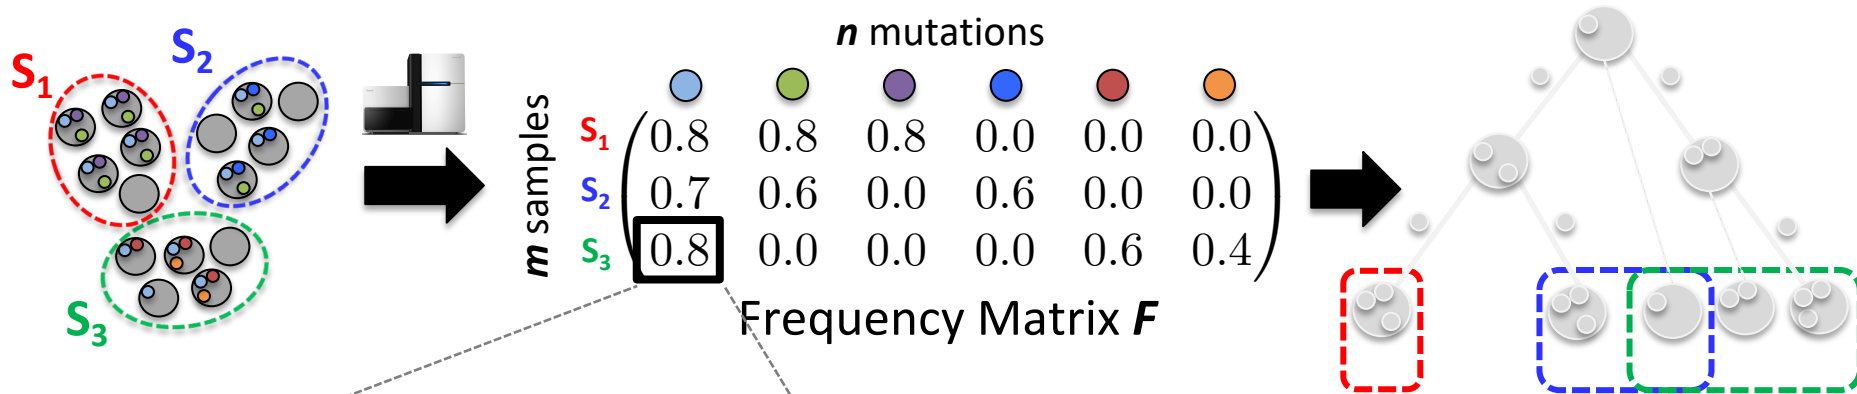 S1
S2
S3
n mutations
m samples
S1 0.8 0.8 0.8 0.0 0.0 0.0
S2 0.7 0.6 0.0 0.6 0.0 0.0
S3 0.8 0.0 0.0 0.0 0.6 0.4
Frequency Matrix F